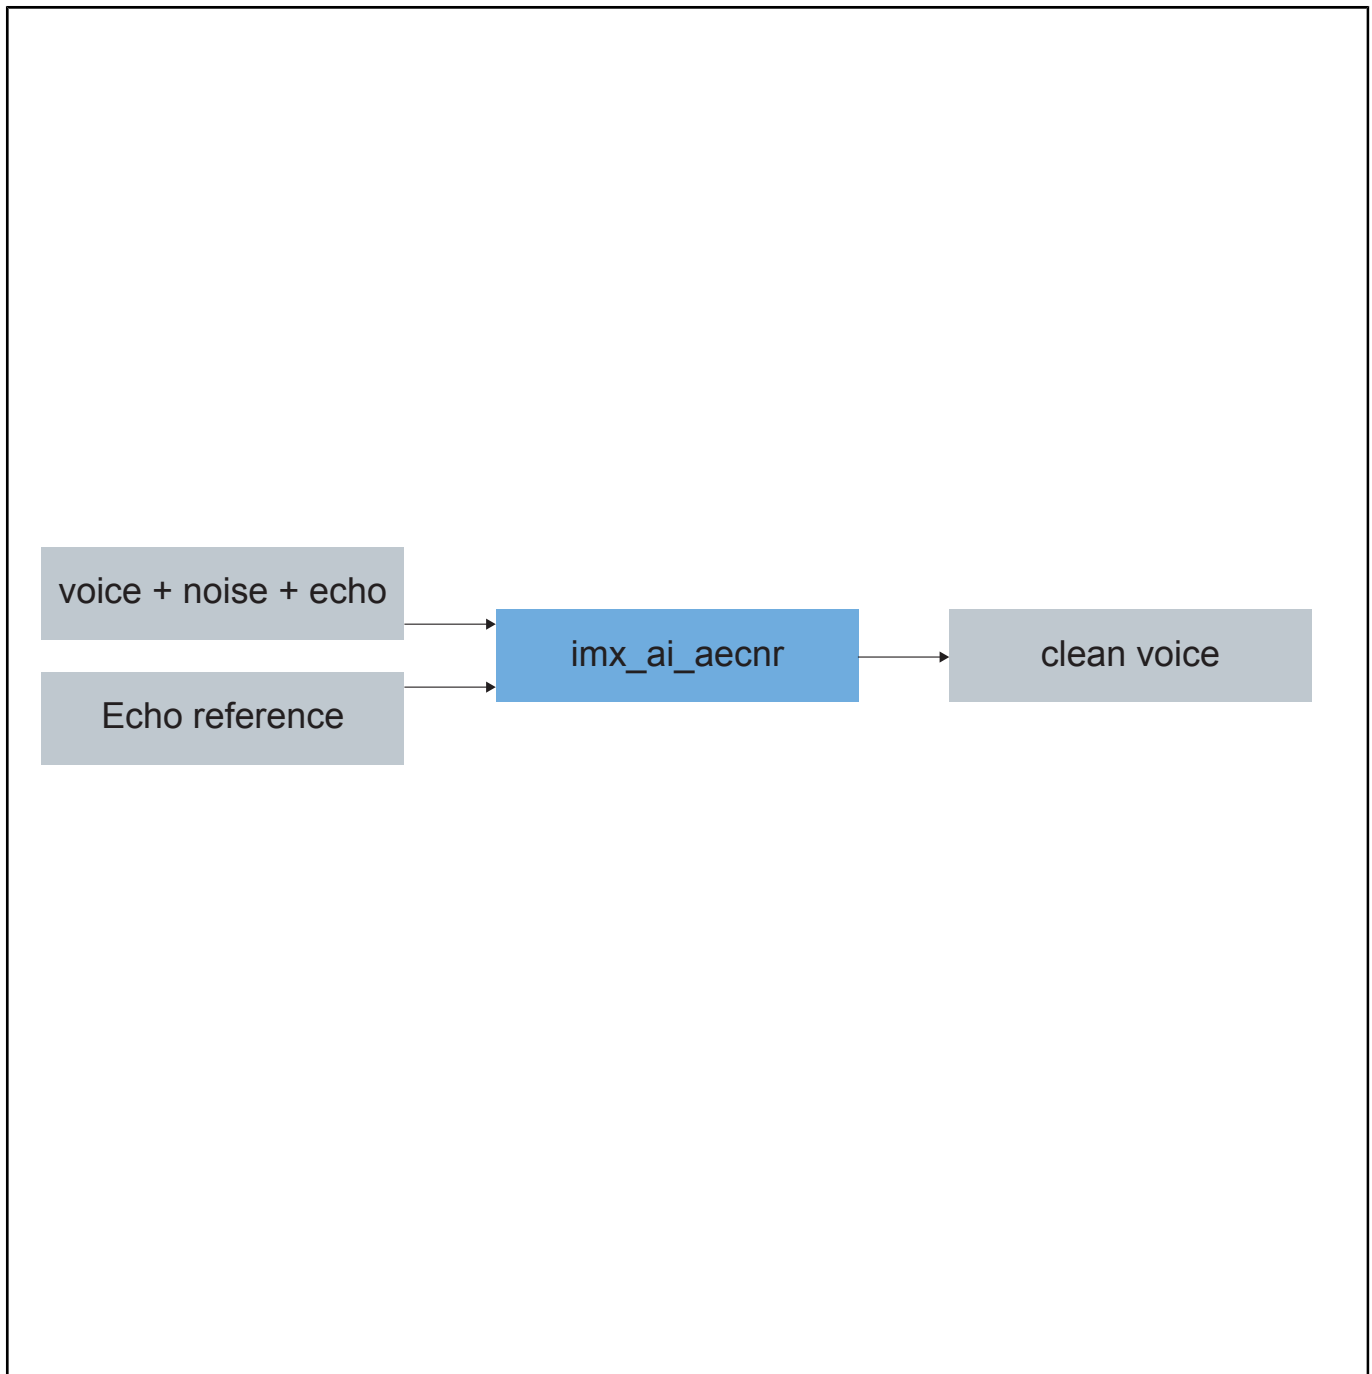 voice + noise + echo
Echo reference
imx_ai_aecnr
clean voice